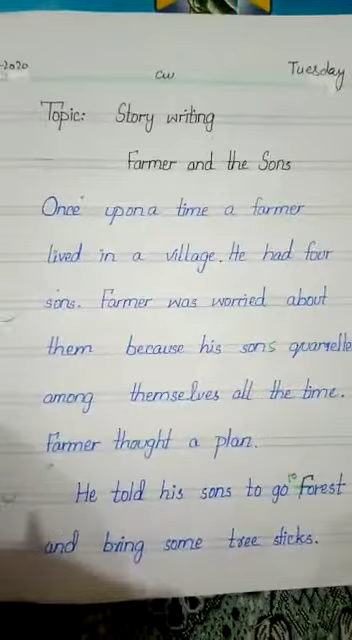 -2020
cw
Tuesday
Topic: Story writing
Farmer and the Sons
Once upon a time a farmer
lived in a village. He had four
sons. Farmer was worried about
them because his sons quarrelle
among themselves all the time.
Farmer thought a plan.
He told his sons to go to forest
and bring some tree sticks.